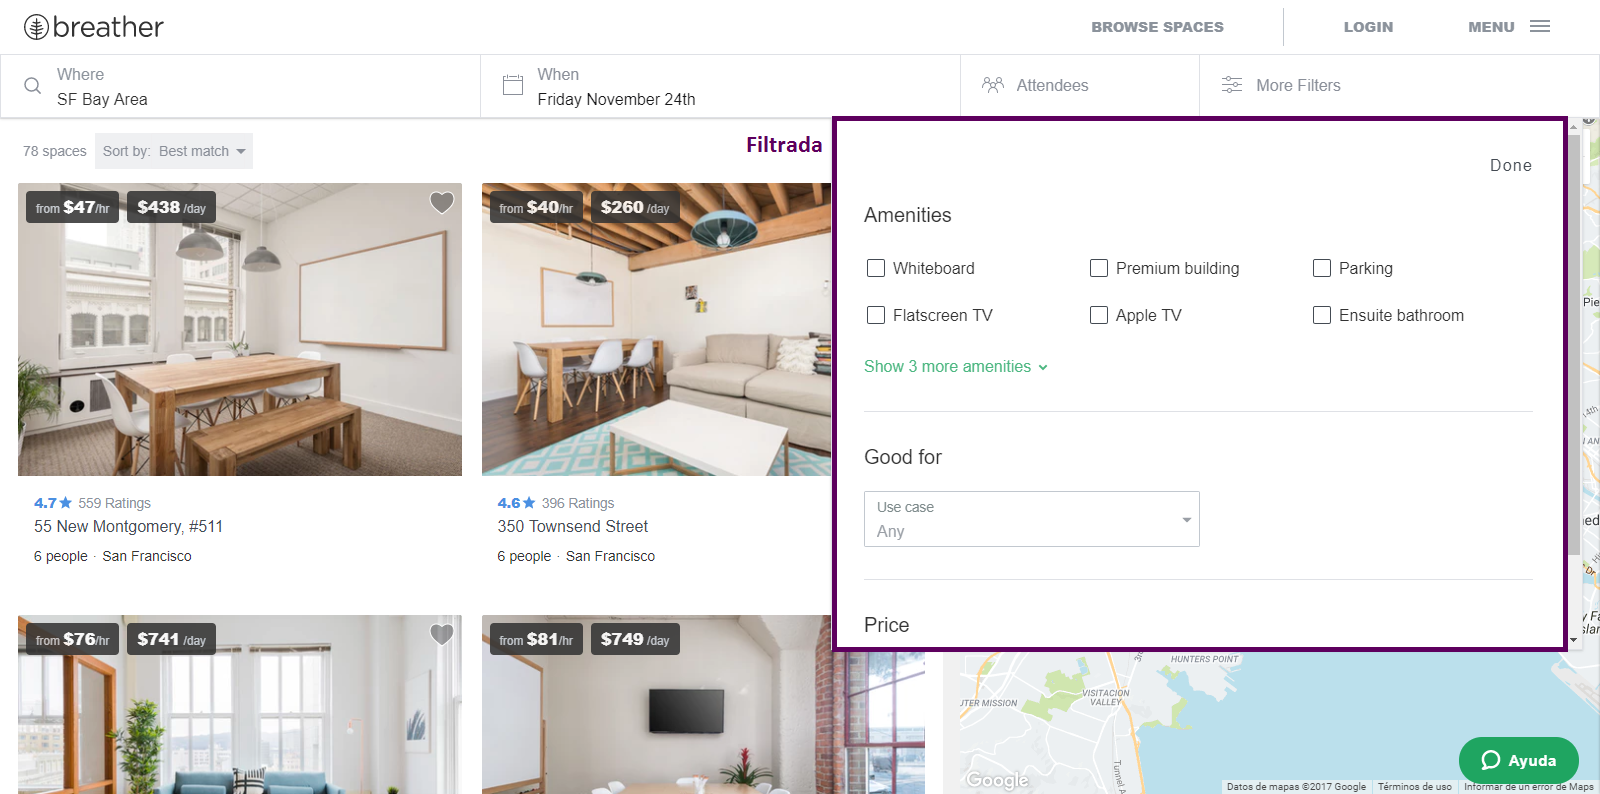 breather
BROWSE SPACES
LOGIN
MENU
Where
SF Bay Area
When
Friday November 24th
Attendees
More Filters
78 spaces
Sort by: Best match
Filtrada
Done
from $47/hr
$438 /day
from $40/hr
$260 /day
Amenities
Whiteboard
Premium building
Parking
Flatscreen TV
Apple TV
Ensuite bathroom
Show 3 more amenities
Good for
Use case
Any
Price
4.7 559 Ratings
55 New Montgomery, #511
6 people · San Francisco
4.6 396 Ratings
350 Townsend Street
6 people · San Francisco
from $76/hr
$741 /day
from $81/hr
$749 /day
14th
HUNTERS POINT
VISITACION
VALLEY
UTER MISSION
Google
Ayuda
Datos de mapas ©2017 Google
Términos de uso
Informar de un error de Maps